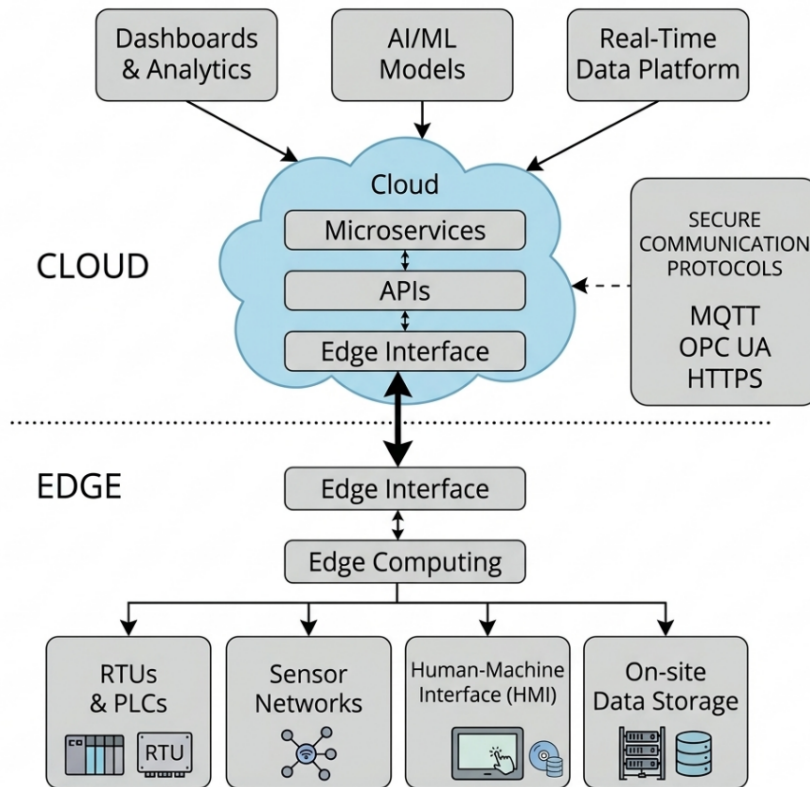 Dashboards
& Analytics
AI/ML
Models
Real-Time
Data Platform
Cloud
Microservices
APIs
Edge Interface
CLOUD
SECURE
COMMUNICATION
PROTOCOLS
MQTT
OPC UA
HTTPS
EDGE
Edge Interface
Edge Computing
RTUs
& PLCs
RTU
Sensor
Networks
Human-Machine
Interface (HMI)
On-site
Data Storage